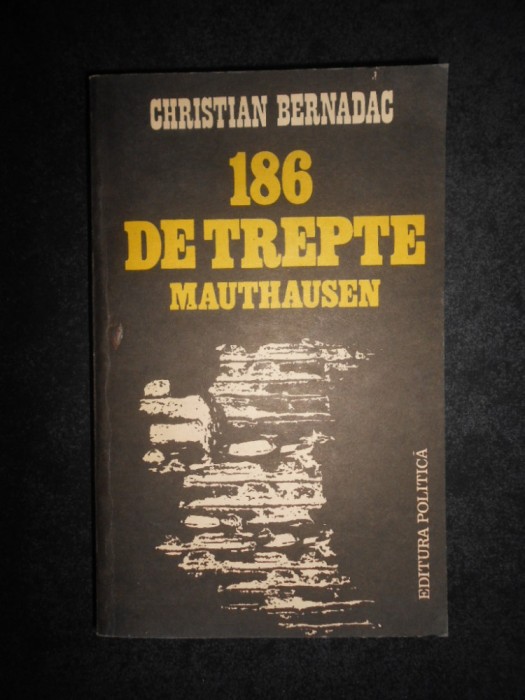 CHRISTIAN BERNADAC
186
DE TREPTE
MAUTHAUSEN
EDITURA POLITICĂ